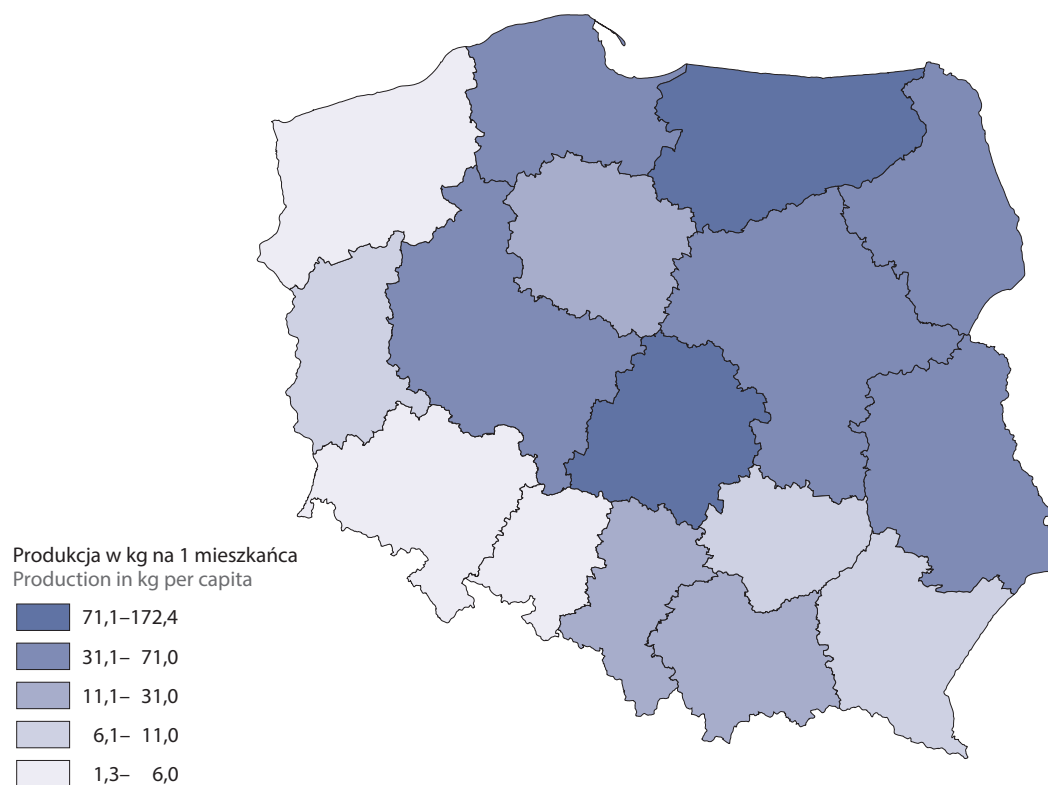 Produkcja w kg na 1 mieszkańca
Production in kg per capita
71,1–172,4
31,1– 71,0
11,1– 31,0
6,1– 11,0
1,3– 6,0